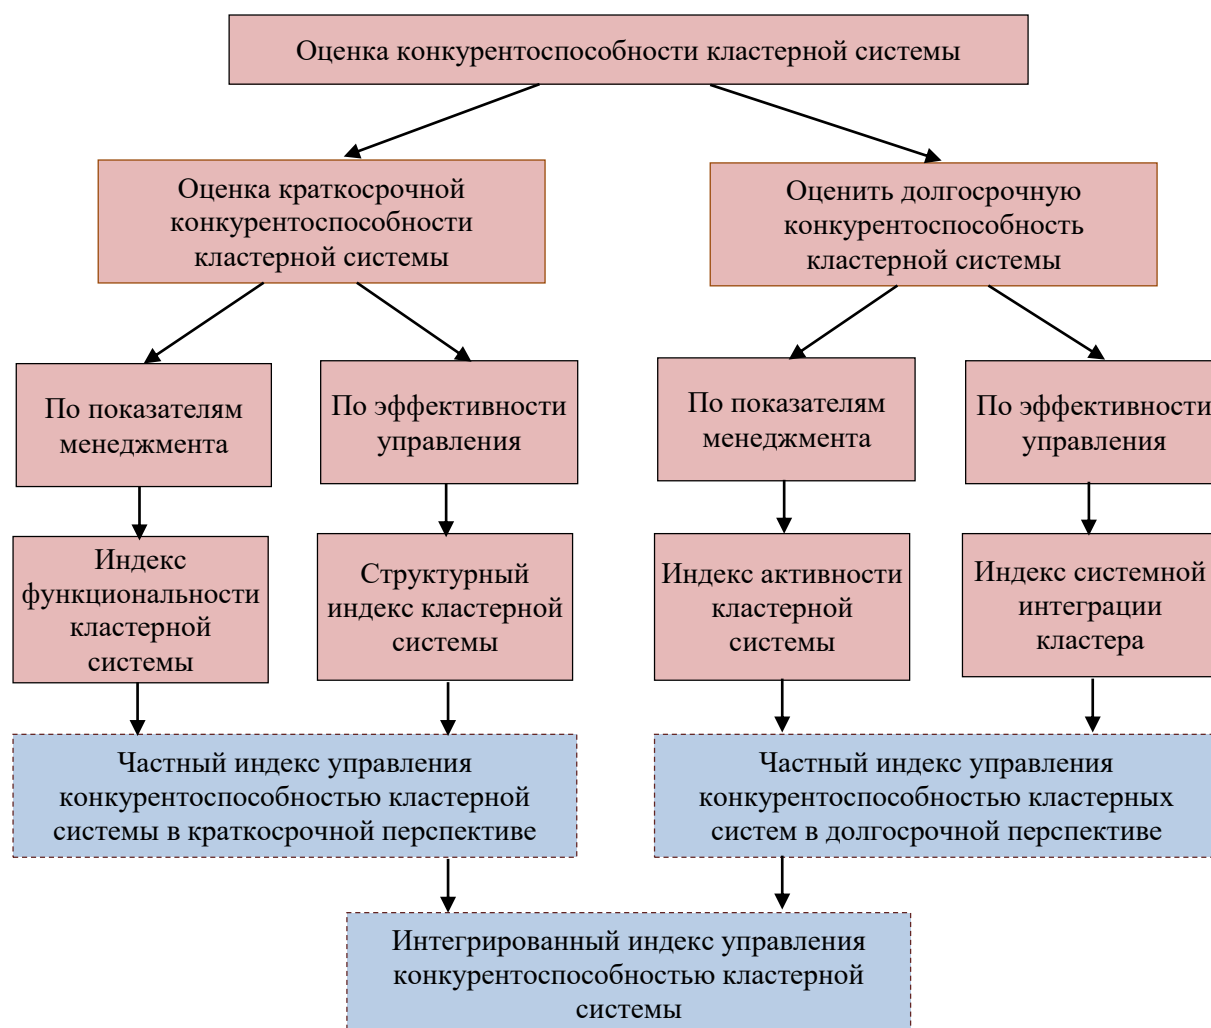 Оценка конкурентоспособности кластерной системы
Оценка краткосрочной
конкурентоспособности
кластерной системы
Оценить долгосрочную
конкурентоспособность
кластерной системы
По показателям
менеджмента
По эффективности
управления
По показателям
менеджмента
По эффективности
управления
Индекс
функциональности
кластерной
системы
Структурный
индекс кластерной
системы
Индекс активности
кластерной
системы
Индекс системной
интеграции
кластера
Частный индекс управления
конкурентоспособностью кластерной
системы в краткосрочной перспективе
Частный индекс управления
конкурентоспособностью кластерных
систем в долгосрочной перспективе
Интегрированный индекс управления
конкурентоспособностью кластерной
системы